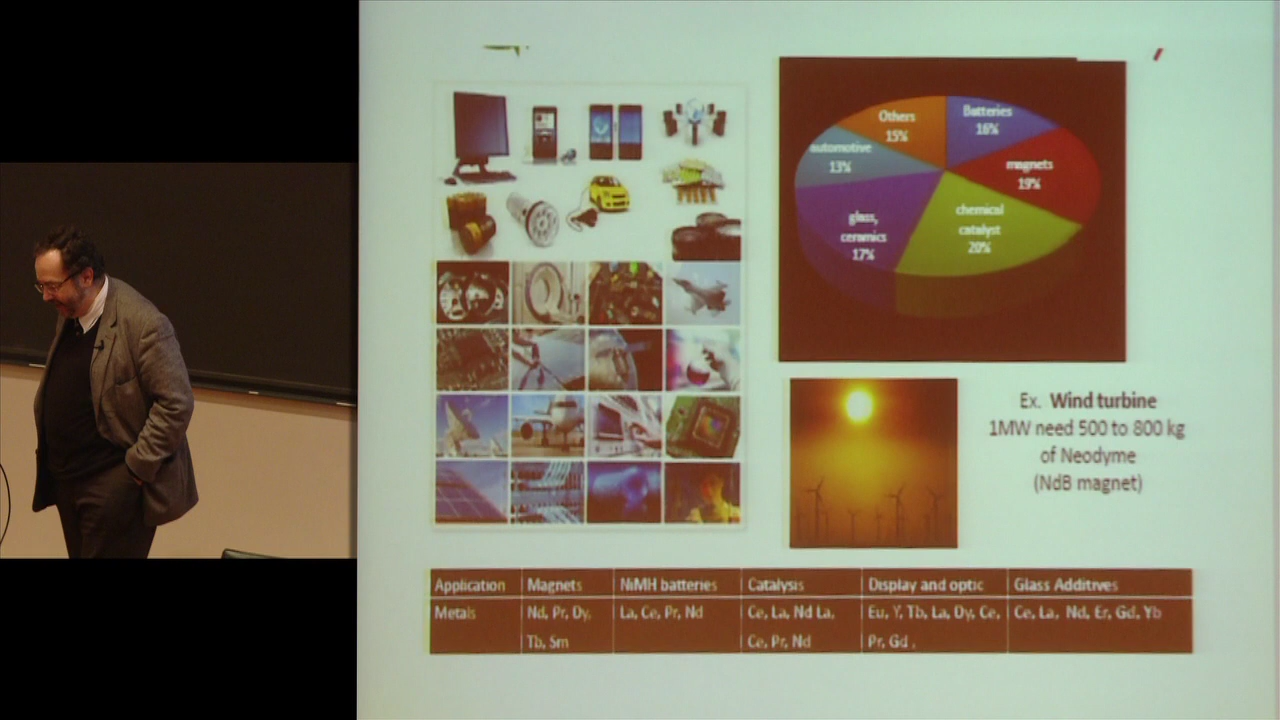 Others
15%
Batteries
16%
automotive
13%
magnets
19%
glass,
ceramics
17%
chemical
catalyst
20%
Ex. Wind turbine
1MW need 500 to 800 kg
of Neodyme
(NdB magnet)
Application Magnets NiMH batteries Catalysis Display and optic Glass Additives
Metals Nd, Pr, Dy, La, Ce, Pr, Nd Ce, La, Nd La, Eu, Y, Tb, La, Dy, Ce, Ce, La, Nd, Er, Gd, Yb
Tb, Sm Ce, Pr, Nd Pr, Gd ,